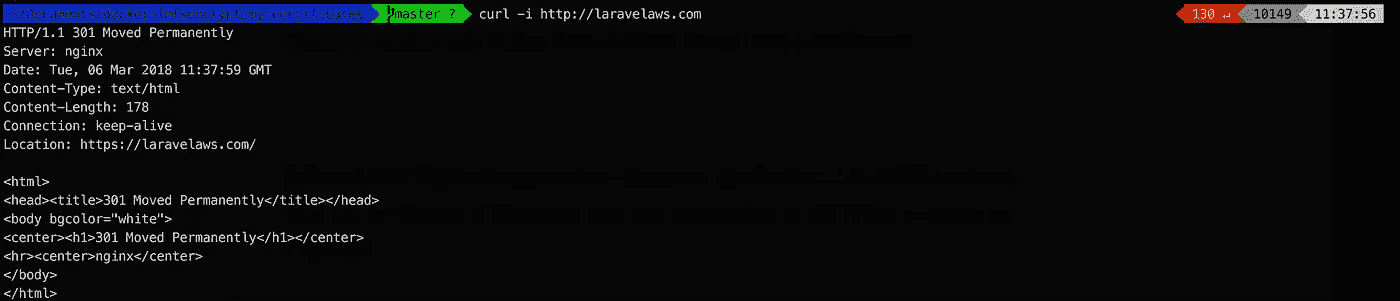 master ? curl -i http://laravelaws.com 130 ↵ 10149 11:37:56
HTTP/1.1 301 Moved Permanently
Server: nginx
Date: Tue, 06 Mar 2018 11:37:59 GMT
Content-Type: text/html
Content-Length: 178
Connection: keep-alive
Location: https://laravelaws.com/
<html>
<head><title>301 Moved Permanently</title></head>
<body bgcolor="white">
<center><h1>301 Moved Permanently</h1></center>
<hr><center>nginx</center>
</body>
</html>